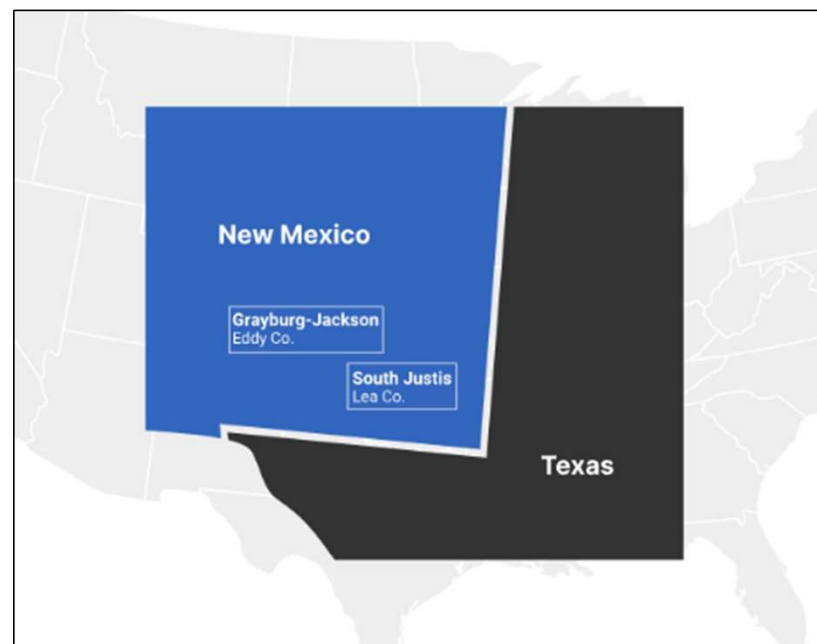 New Mexico
Grayburg-Jackson
Eddy Co.
South Justis
Lea Co.
Texas